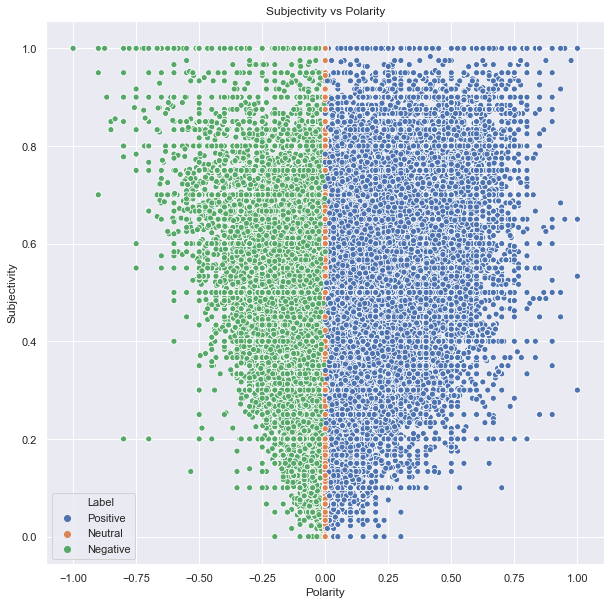 Subjectivity vs Polarity
1.0
0.8
0.6
0.4
0.2
0.0
Subjectivity
Label
Positive
Neutral
Negative
−1.00 −0.75 −0.50 −0.25 0.00 0.25 0.50 0.75 1.00
Polarity